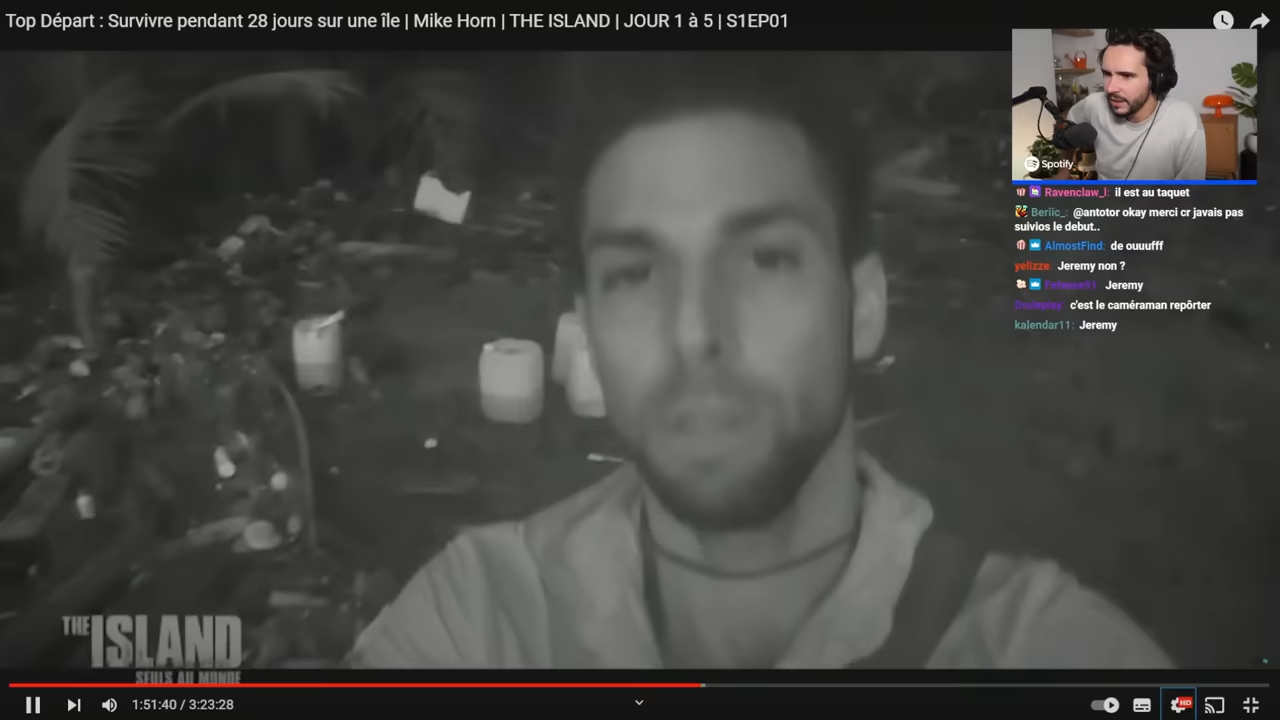 Top Départ : Survivre pendant 28 jours sur une île | Mike Horn | THE ISLAND | JOUR 1 à 5 | S1EP01
Spotify
Ravenclaw_l: il est au taquet
Beriic_: @antotor okay merci cr javais pas
suivios le debut..
AlmostFind: de ouuufff
yelizze: Jeremy non ?
Jeremy
c'est le caméraman repôrter
kalendar11: Jeremy
THE
ISLAND
SEULS AU MONDE
1:51:40 / 3:23:28
HD